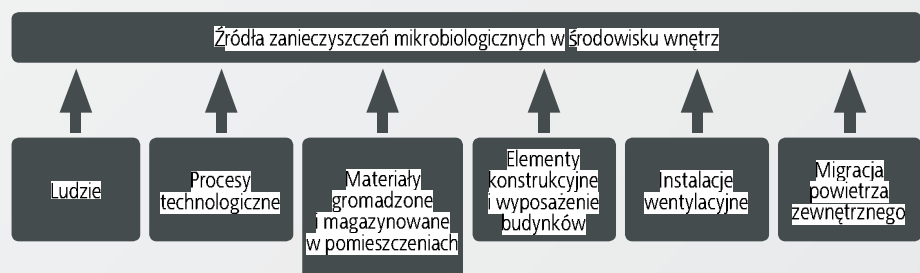 Źródła zanieczyszczeń mikrobiologicznych w środowisku wnętrz
Ludzie
Procesy
technologiczne
Materiały
gromadzone
i magazynowane
w pomieszczeniach
Elementy
konstrukcyjne
i wyposażenie
budynków
Instalacje
wentylacyjne
Migracja
powietrza
zewnętrznego